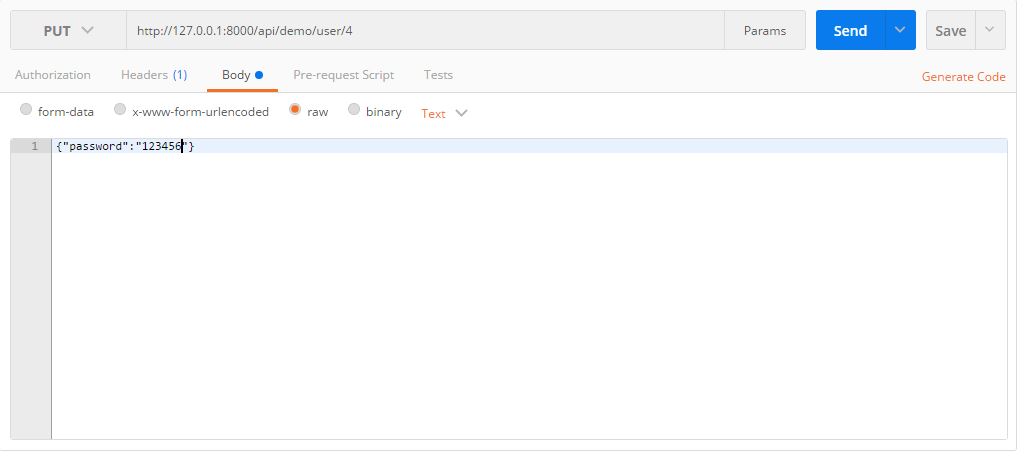 PUT http://127.0.0.1:8000/api/demo/user/4 Params Send Save
Authorization Headers (1) Body Pre-request Script Tests Generate Code
form-data x-www-form-urlencoded raw binary Text
1 {"password":"123456"}